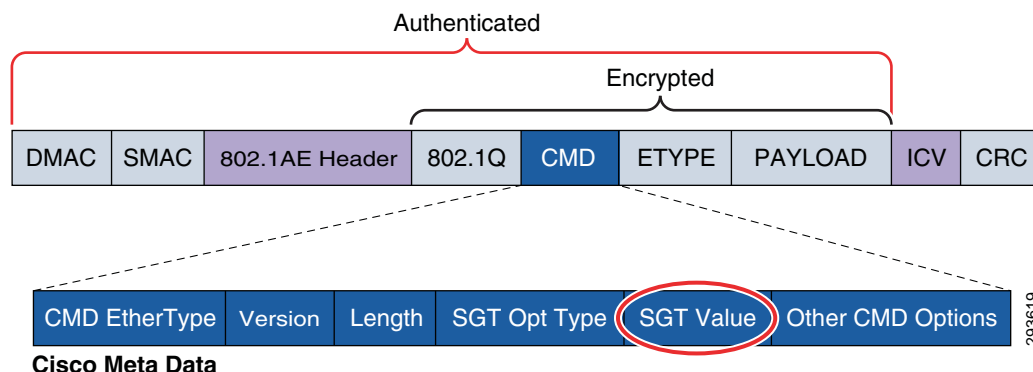 Authenticated
Encrypted
DMAC SMAC 802.1AE Header 802.1Q CMD ETYPE PAYLOAD ICV CRC
CMD EtherType Version Length SGT Opt Type SGT Value Other CMD Options
293619
Cisco Meta Data